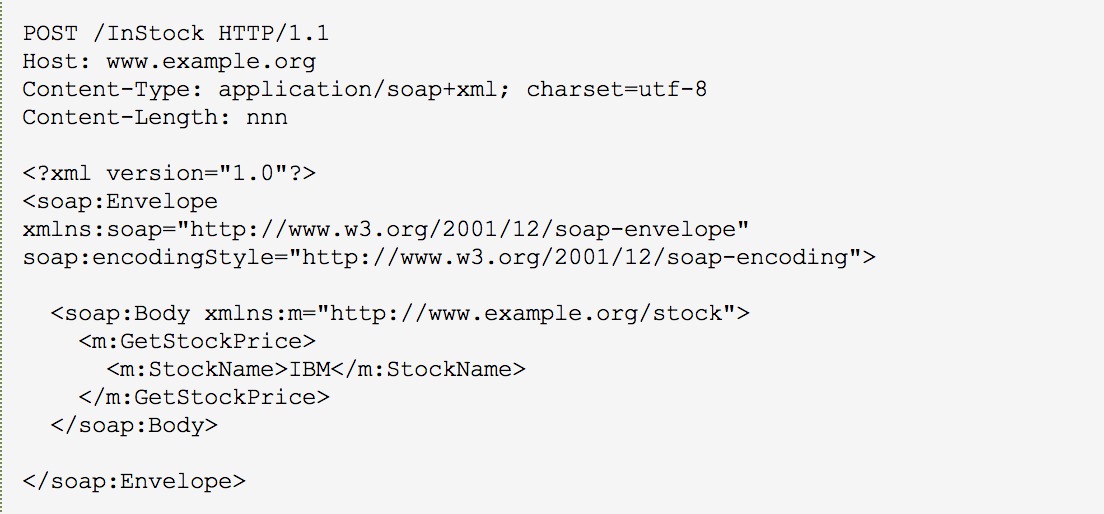 POST /InStock HTTP/1.1
Host: www.example.org
Content-Type: application/soap+xml; charset=utf-8
Content-Length: nnn

<?xml version="1.0"?>
<soap:Envelope
xmlns:soap="http://www.w3.org/2001/12/soap-envelope"
soap:encodingStyle="http://www.w3.org/2001/12/soap-encoding">

  <soap:Body xmlns:m="http://www.example.org/stock">
    <m:GetStockPrice>
      <m:StockName>IBM</m:StockName>
    </m:GetStockPrice>
  </soap:Body>

</soap:Envelope>